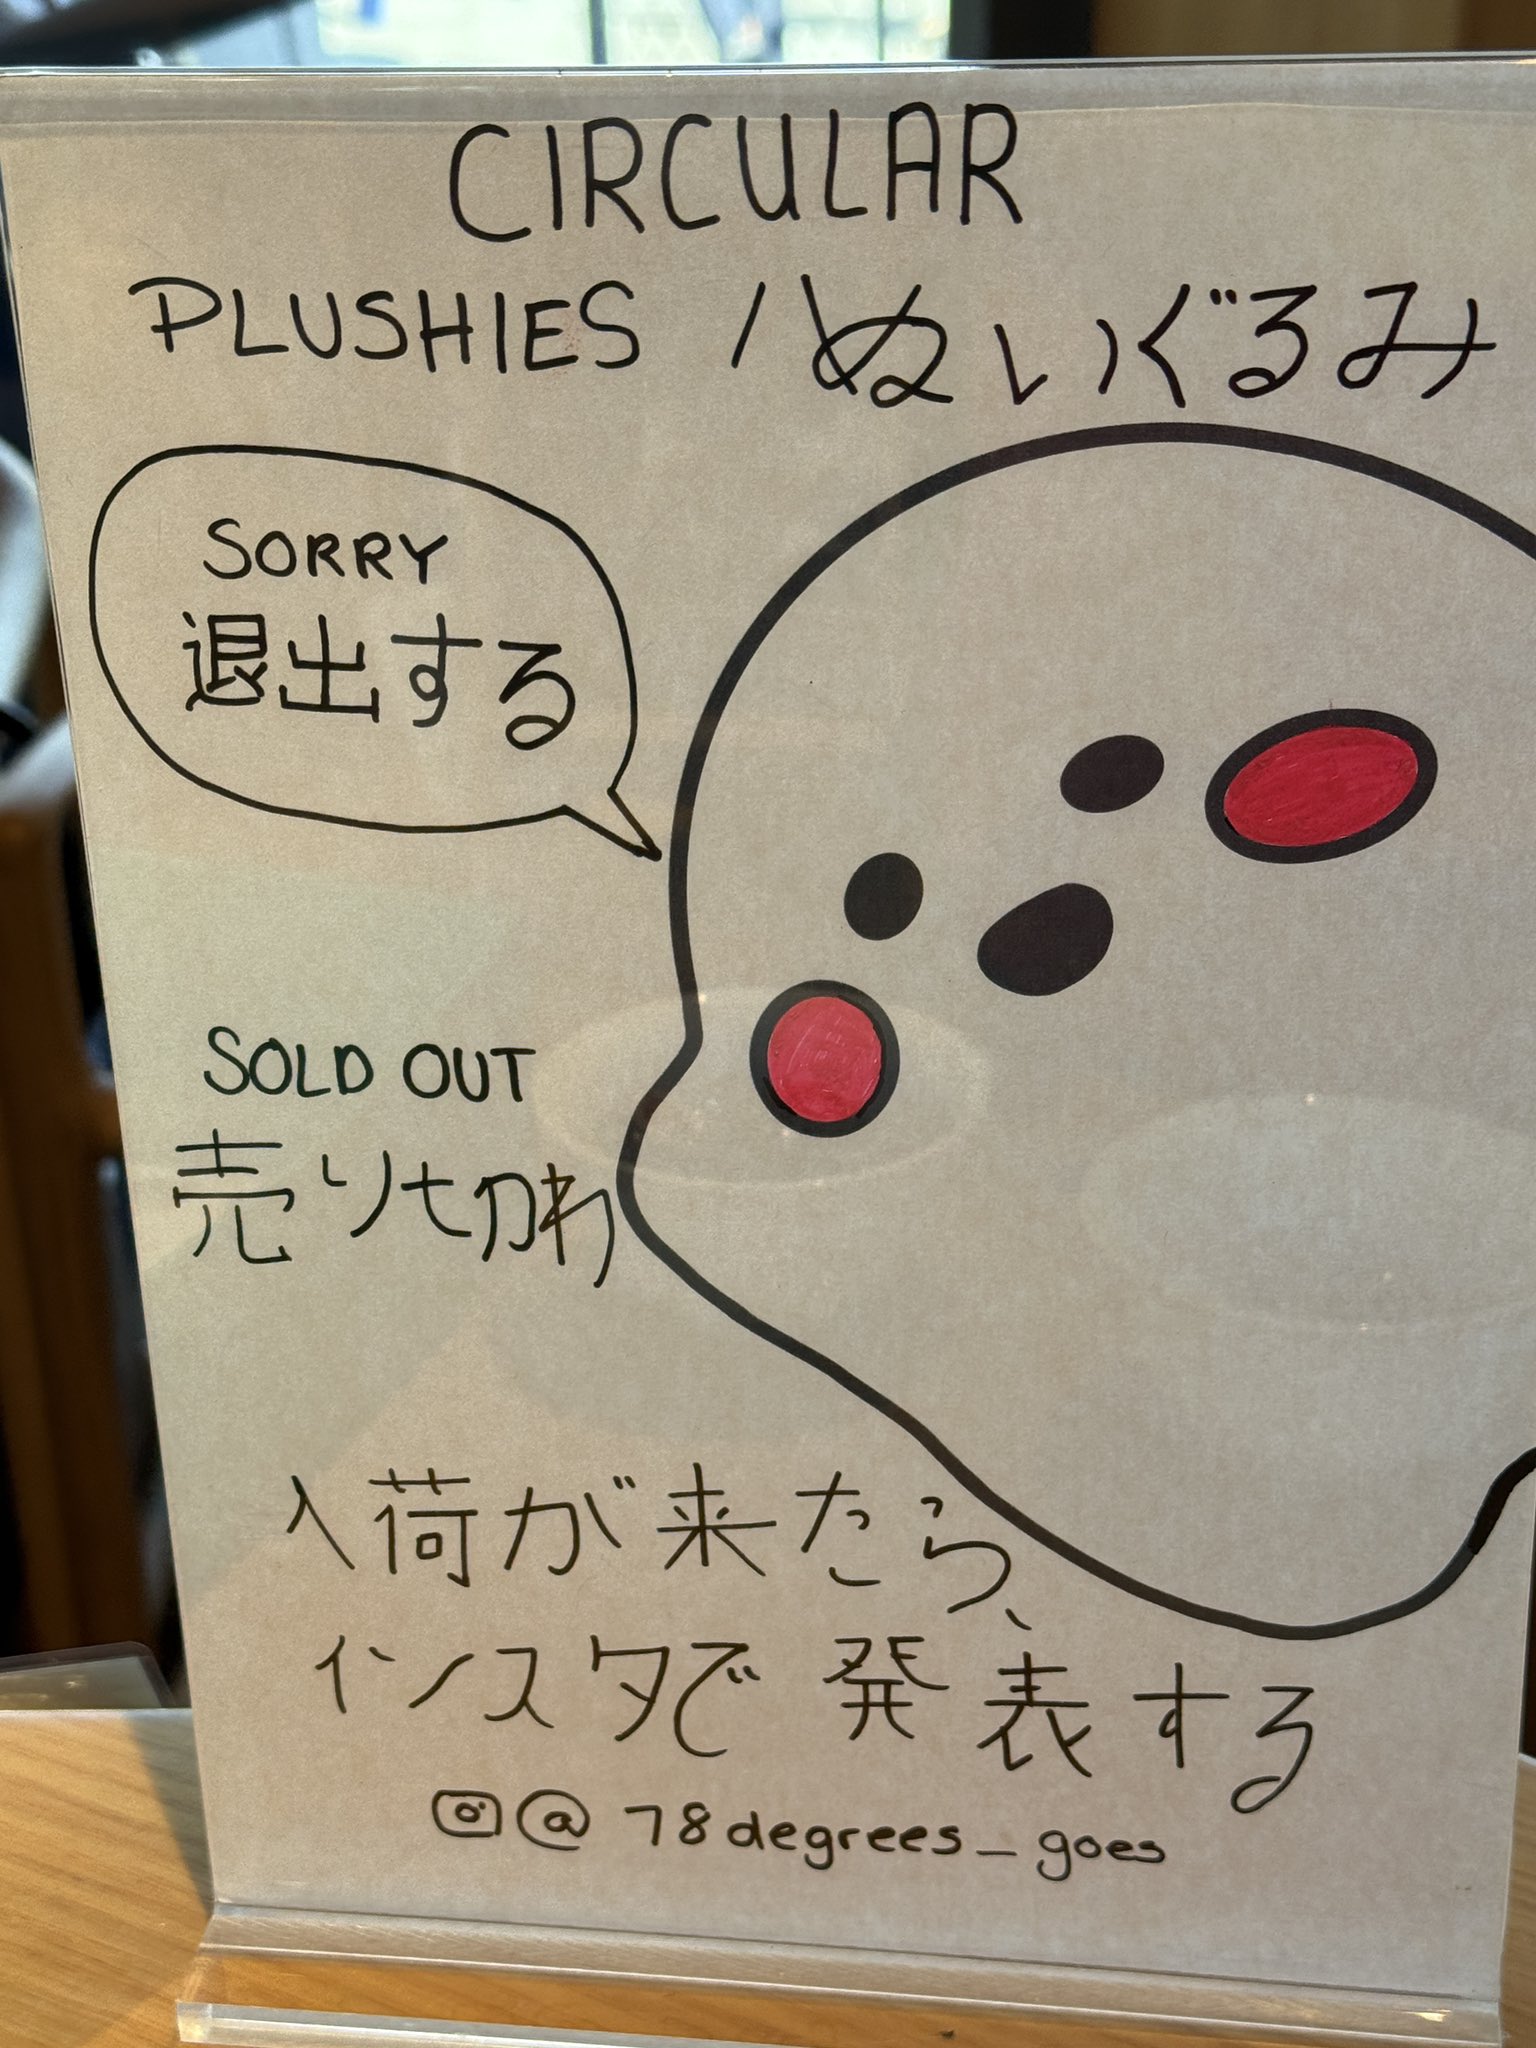 CIRCULAR
PLUSHIES / ぬいぐるみ
SORRY
退出する
SOLD OUT
売り切れ
入荷が来たら、
インスタで発表する
@78degrees_goes